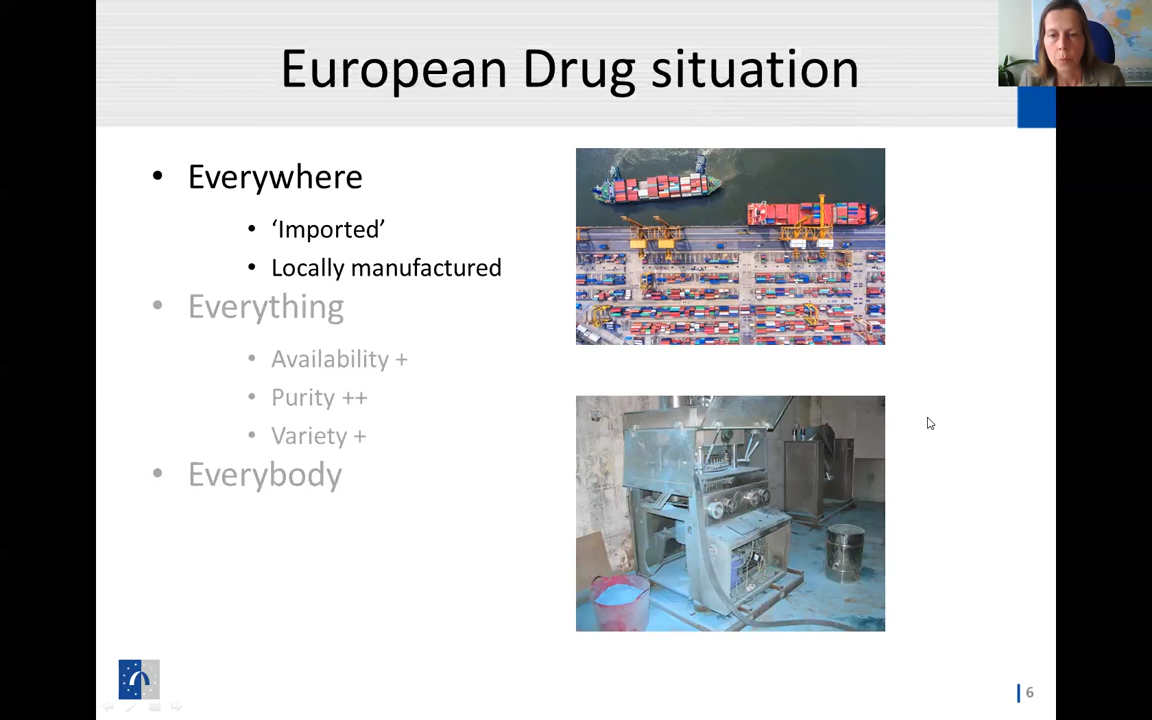 European Drug situation
• Everywhere
• ‘Imported’
• Locally manufactured
• Everything
• Availability +
• Purity ++
• Variety +
• Everybody
6